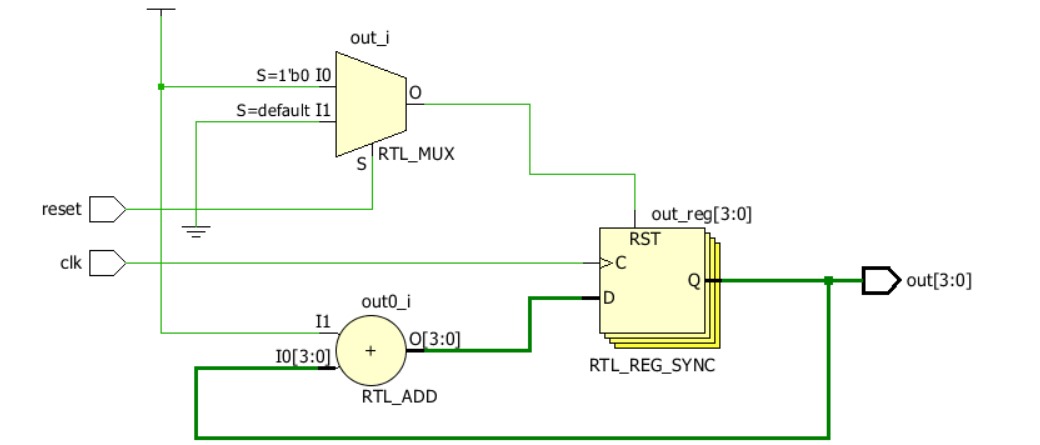 out_i
S=1'b0 I0
O
S=default I1
S
RTL_MUX
reset
out_reg[3:0]
RST
clk
C
Q
out[3:0]
D
out0_i
I1
O[3:0]
+
I0[3:0]
RTL_REG_SYNC
RTL_ADD